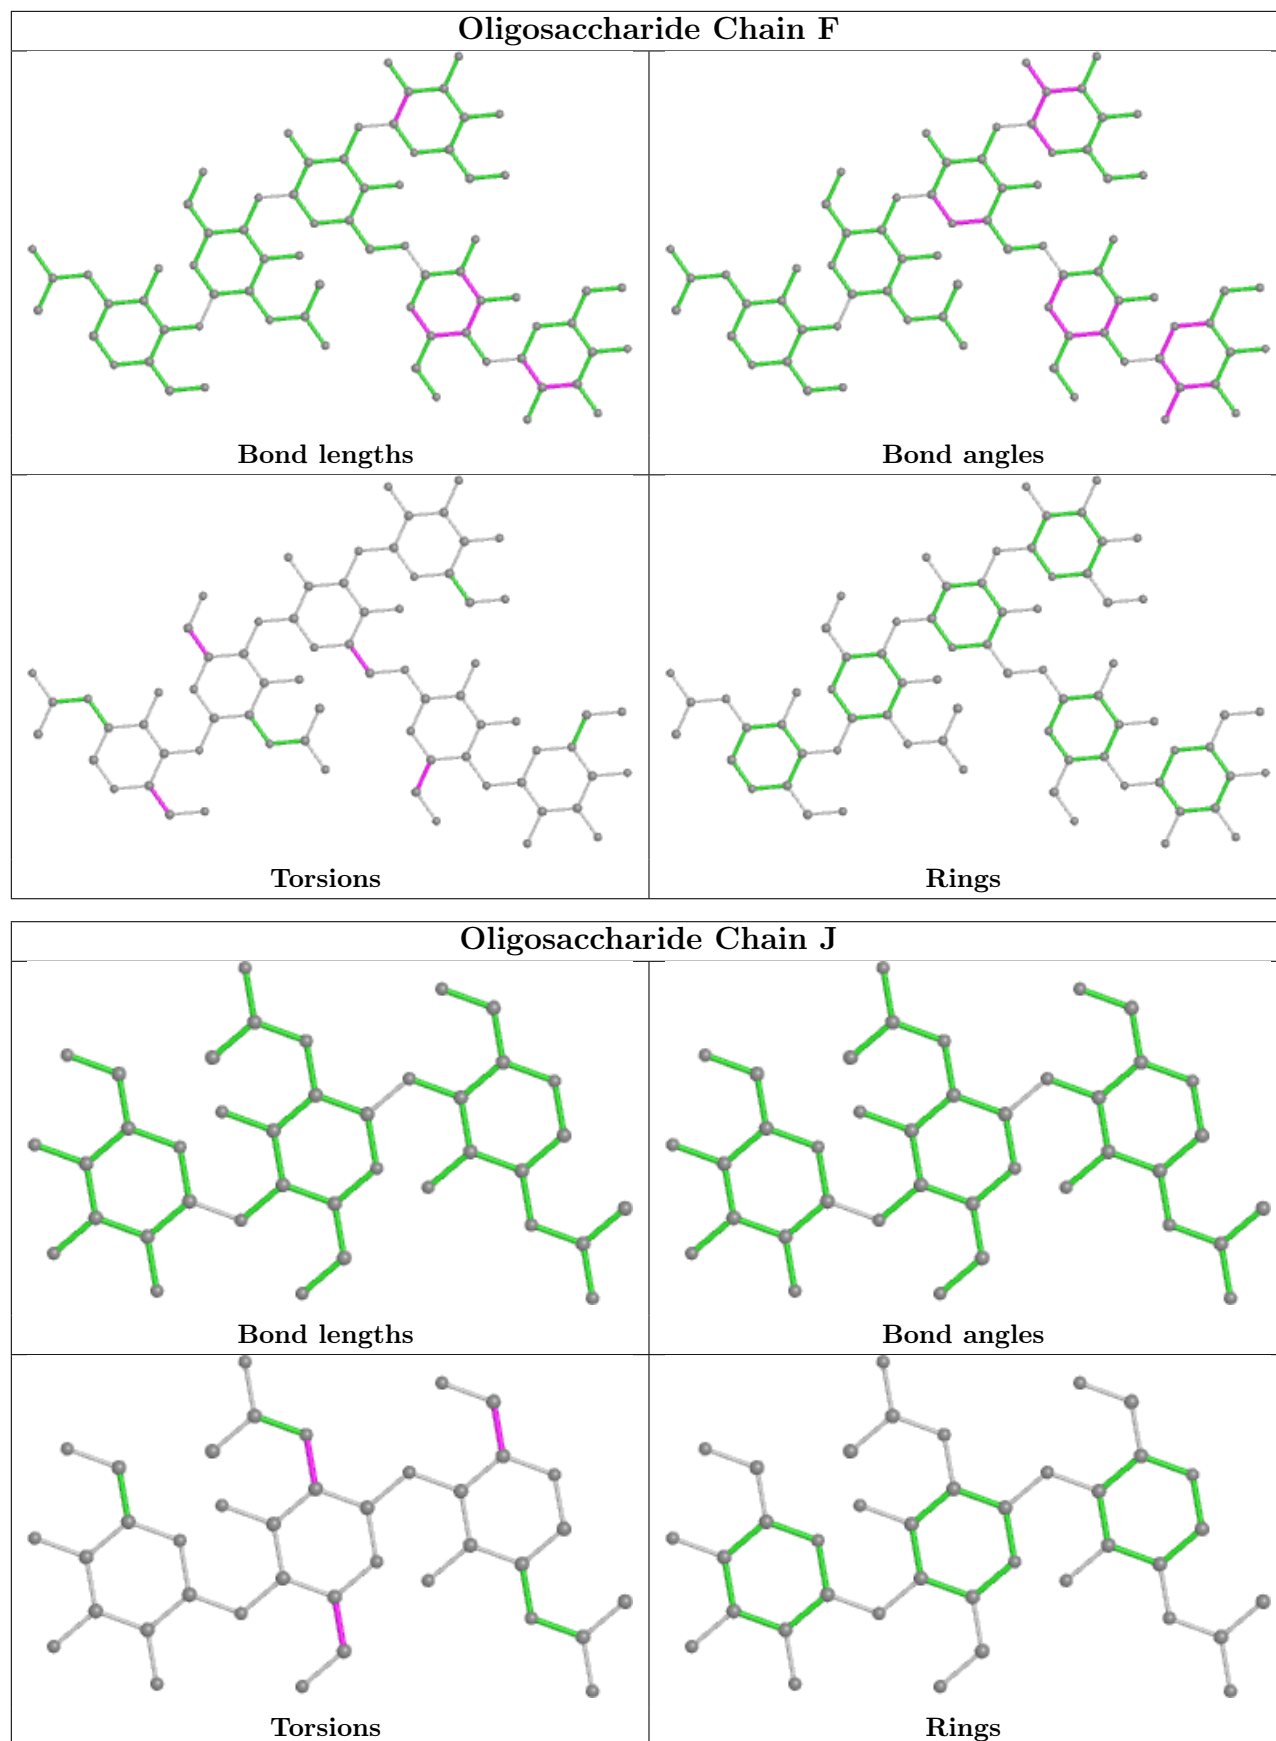 Oligosaccharide Chain F
Bond lengths
Bond angles
Torsions
Rings
Oligosaccharide Chain J
Bond lengths
Bond angles
Torsions
Rings